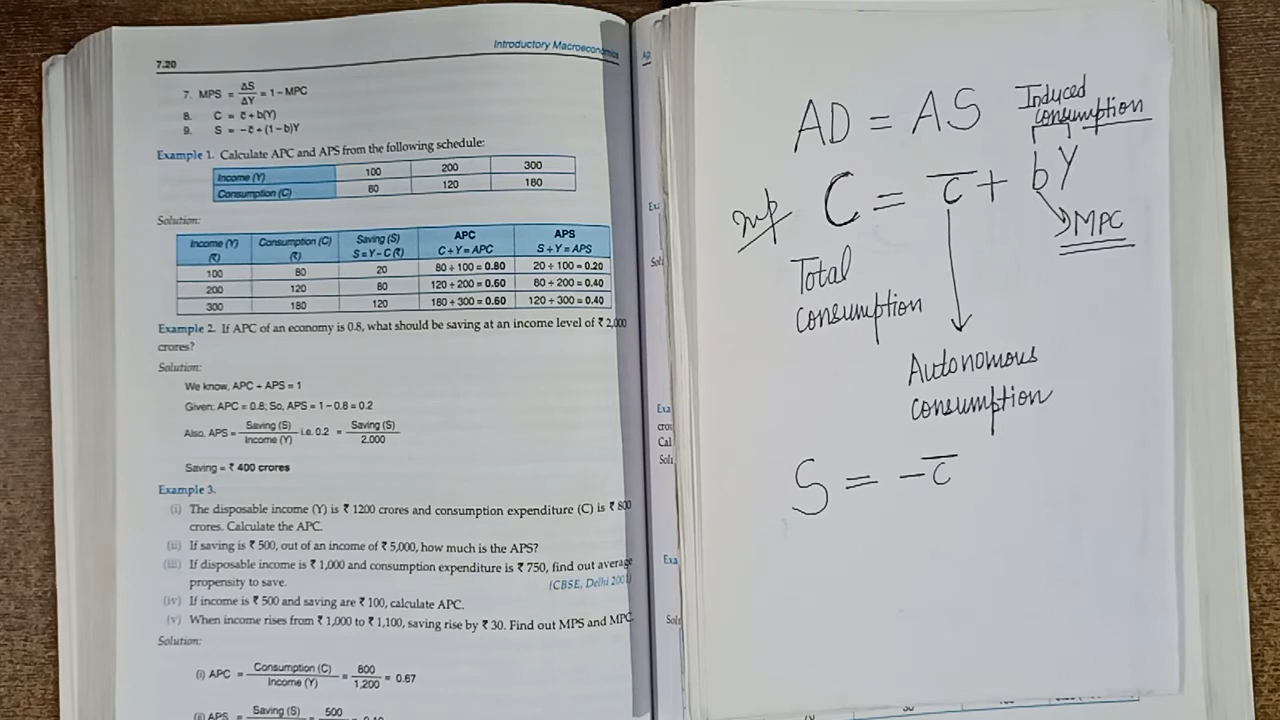 7.20
Introductory Macroeconomics
7. MPS = ΔS/ΔY = 1 – MPC
8. C = c̅ + b(Y)
9. S = –c̅ + (1–b)Y
Example 1. Calculate APC and APS from the following schedule:
Income (Y) 100 200 300
Consumption (C) 80 120 180
Solution:
Income (Y) (₹) Consumption (C) (₹) Saving (S) S = Y – C (₹) APC C ÷ Y = APC APS S ÷ Y = APS
100 80 20 80 ÷ 100 = 0.80 20 ÷ 100 = 0.20
200 120 80 120 ÷ 200 = 0.60 80 ÷ 200 = 0.40
300 180 120 180 ÷ 300 = 0.60 120 ÷ 300 = 0.40
Example 2. If APC of an economy is 0.8, what should be saving at an income level of ₹ 2,000
crores?
Solution:
We know, APC + APS = 1
Given: APC = 0.8; So, APS = 1 – 0.8 = 0.2
Also, APS = Saving (S)/Income (Y) i.e. 0.2 = Saving (S)/2,000
Saving = ₹ 400 crores
Example 3.
(i) The disposable income (Y) is ₹ 1200 crores and consumption expenditure (C) is ₹ 800
crores. Calculate the APC.
(ii) If saving is ₹ 500, out of an income of ₹ 5,000, how much is the APS?
(iii) If disposable income is ₹ 1,000 and consumption expenditure is ₹ 750, find out average
propensity to save.
(CBSE, Delhi 2001)
(iv) If income is ₹ 500 and saving are ₹ 100, calculate APC.
(v) When income rises from ₹ 1,000 to ₹ 1,100, saving rise by ₹ 30. Find out MPS and MPC.
Solution:
(i) APC = Consumption (C)/Income (Y) = 800/1,200 = 0.67
(ii) APS = Saving (S) = 500
AD = AS
Induced
consumption
Imp C = c̅ + bY
MPC
Total
consumption
Autonomous
consumption
S = –c̅